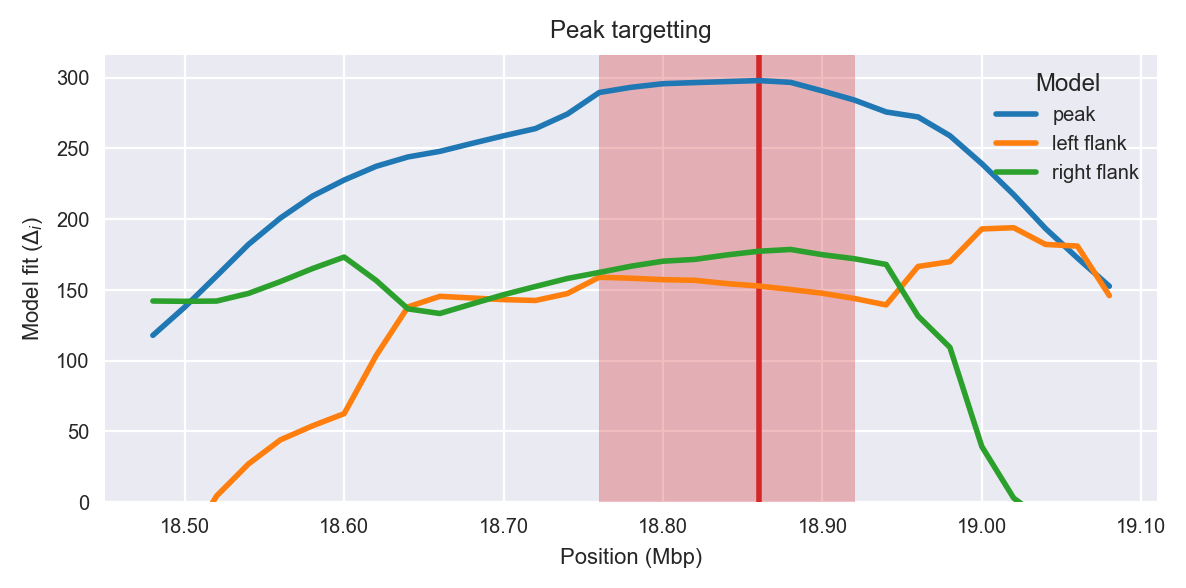 Peak targetting
Model fit (Δi)
300
250
200
150
100
50
0
Model
peak
left flank
right flank
18.50 18.60 18.70 18.80 18.90 19.00 19.10
Position (Mbp)